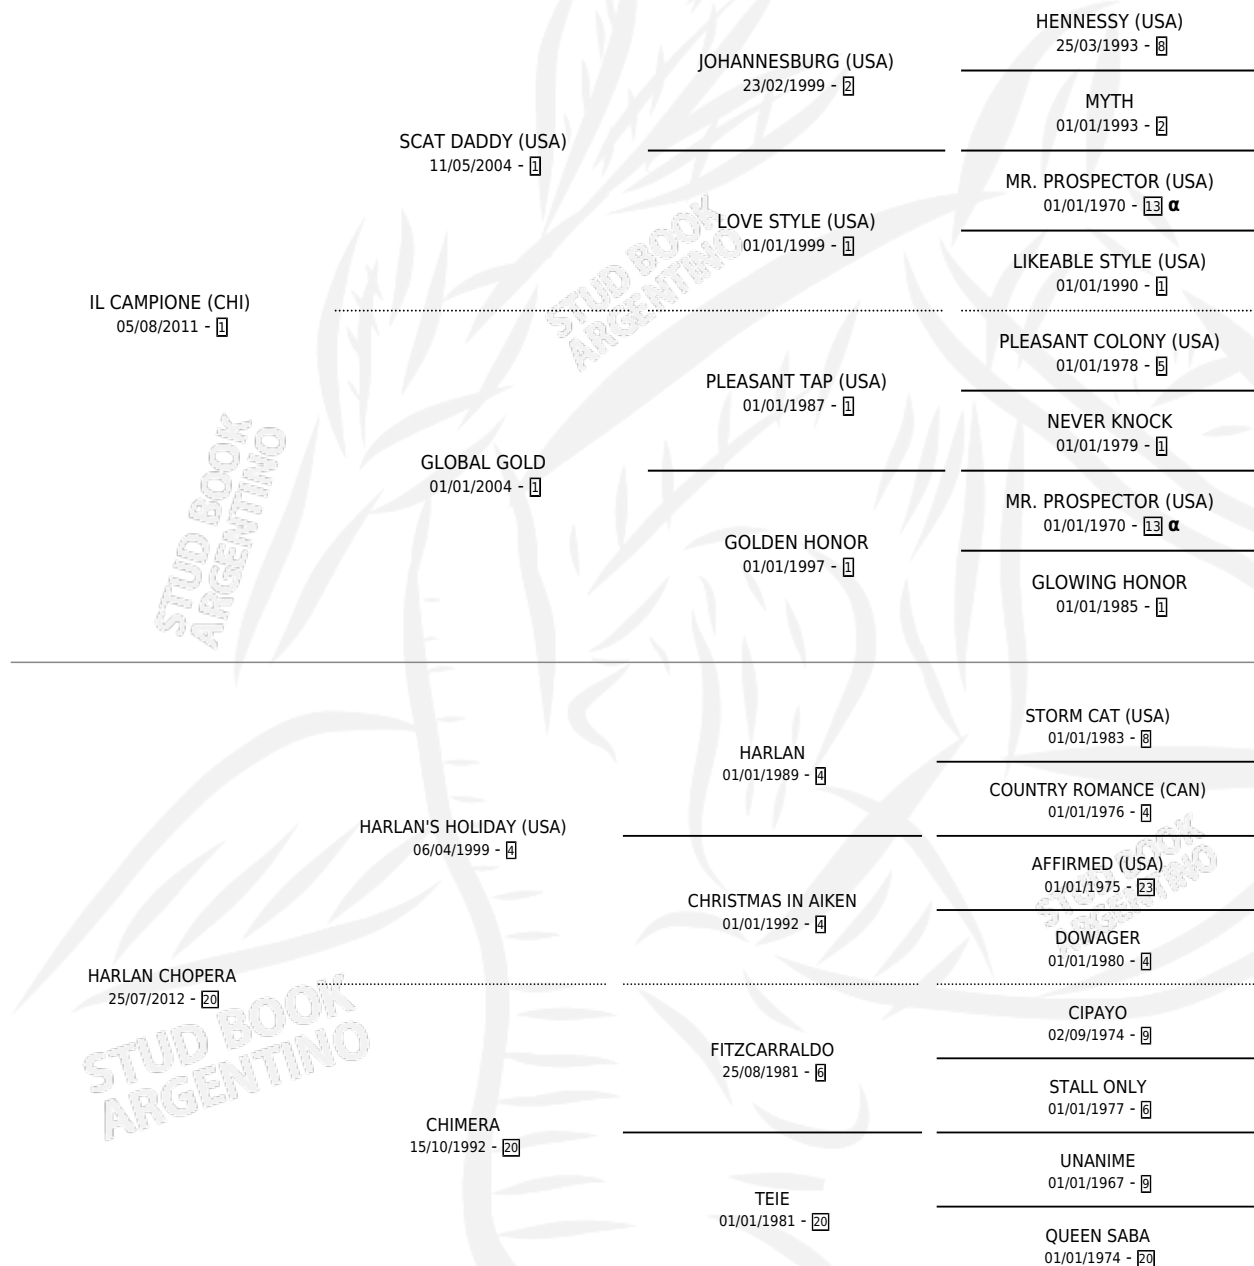 HENNESSY (USA)
25/03/1993 - 8
JOHANNESBURG (USA)
23/02/1999 - 2
MYTH
01/01/1993 - 2
SCAT DADDY (USA)
11/05/2004 - 1
MR. PROSPECTOR (USA)
01/01/1970 - 13 α
LOVE STYLE (USA)
01/01/1999 - 1
LIKEABLE STYLE (USA)
01/01/1990 - 1
IL CAMPIONE (CHI)
05/08/2011 - 1
STUD BOOK
ARGENTINO
PLEASANT COLONY (USA)
01/01/1978 - 5
PLEASANT TAP (USA)
01/01/1987 - 1
NEVER KNOCK
01/01/1979 - 1
GLOBAL GOLD
01/01/2004 - 1
MR. PROSPECTOR (USA)
01/01/1970 - 13 α
GOLDEN HONOR
01/01/1997 - 1
GLOWING HONOR
01/01/1985 - 1
STUD BOOK
ARGENTINO
STORM CAT (USA)
01/01/1983 - 8
HARLAN
01/01/1989 - 4
COUNTRY ROMANCE (CAN)
01/01/1976 - 4
HARLAN'S HOLIDAY (USA)
06/04/1999 - 4
AFFIRMED (USA)
01/01/1975 - 23
CHRISTMAS IN AIKEN
01/01/1992 - 4
STUD BOOK
ARGENTINO
DOWAGER
01/01/1980 - 4
HARLAN CHOPERA
25/07/2012 - 20
STUD BOOK
ARGENTINO
CIPAYO
02/09/1974 - 9
FITZCARRALDO
25/08/1981 - 6
STALL ONLY
01/01/1977 - 6
CHIMERA
15/10/1992 - 20
UNANIME
01/01/1967 - 9
TEIE
01/01/1981 - 20
QUEEN SABA
01/01/1974 - 20